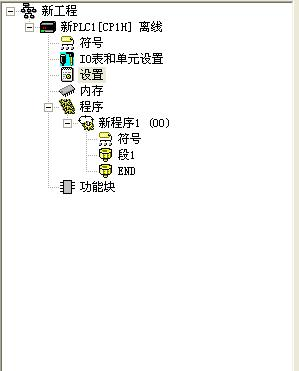 新工程
新PLC1[CP1H] 离线
符号
IO表和单元设置
设置
内存
程序
新程序1 (00)
符号
段1
END
功能块